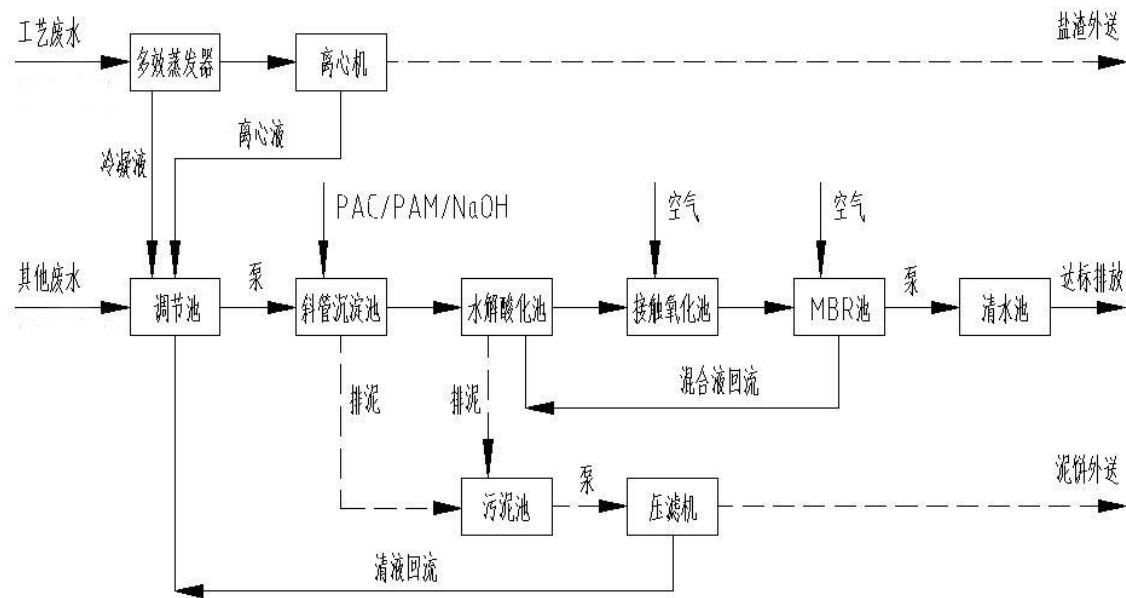 工艺废水
多效蒸发器
离心机
盐渣外送
冷凝液
离心液
PAC/PAM/NaOH
空气
空气
其他废水
调节池
泵
斜管沉淀池
水解酸化池
接触氧化池
MBR池
泵
清水池
达标排放
混合液回流
排泥
排泥
污泥池
泵
压滤机
泥饼外送
清液回流